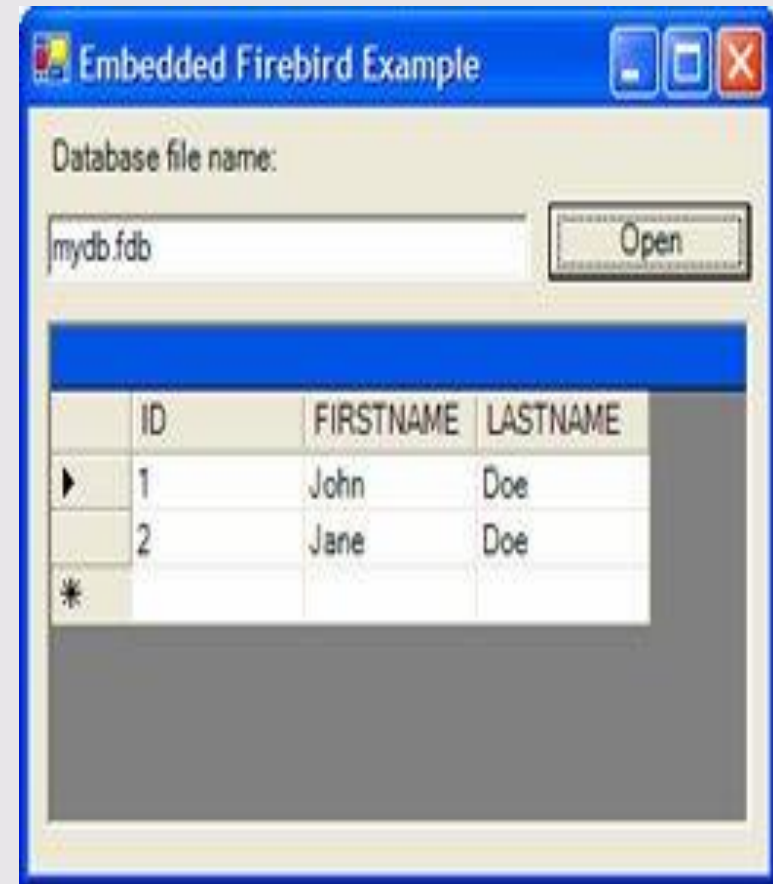 Embedded Firebird Example
Database file name:
mydb.fdb
Open
ID FIRSTNAME LASTNAME
1 John Doe
2 Jane Doe